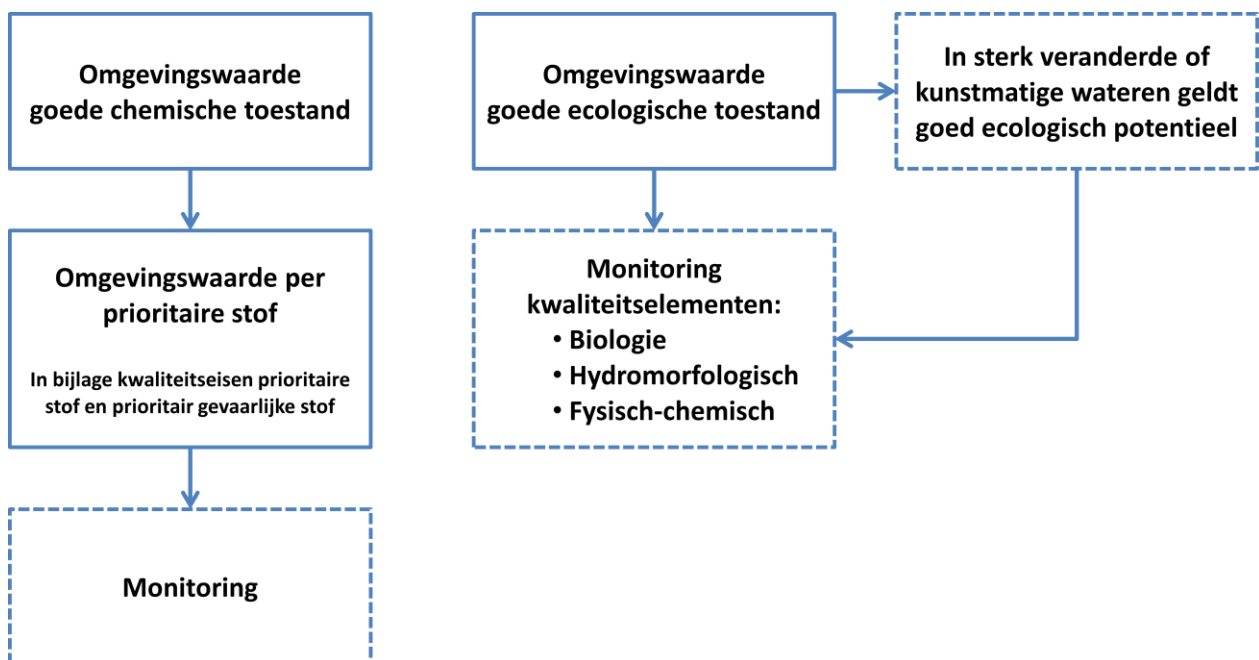 Omgevingswaarde
goede chemische toestand
Omgevingswaarde per
prioritaire stof
In bijlage kwaliteitseisen prioritaire
stof en prioritair gevaarlijke stof
Monitoring
Omgevingswaarde
goede ecologische toestand
In sterk veranderde of
kunstmatige wateren geldt
goed ecologisch potentieel
Monitoring
kwaliteitselementen:
• Biologie
• Hydromorfologisch
• Fysisch-chemisch